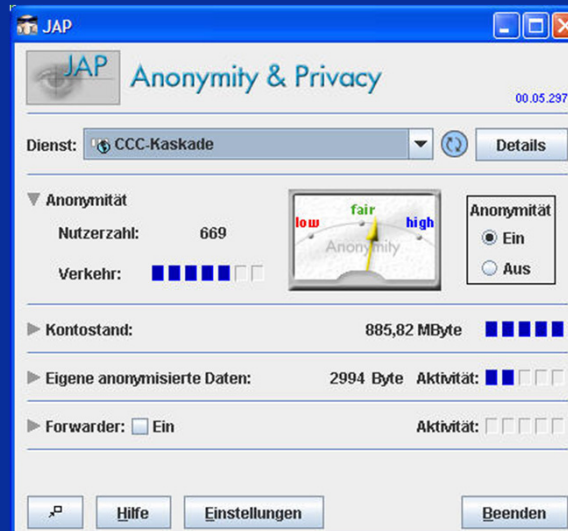 JAP
JAP
Anonymity & Privacy
00.05.297
Dienst:
CCC-Kaskade
Details
Anonymität
Nutzerzahl: 669
Verkehr:
low
fair
high
Anonymity
Anonymität
Ein
Aus
Kontostand: 885,82 MByte
Eigene anonymisierte Daten: 2994 Byte Aktivität:
Forwarder: Ein Aktivität:
Hilfe
Einstellungen
Beenden